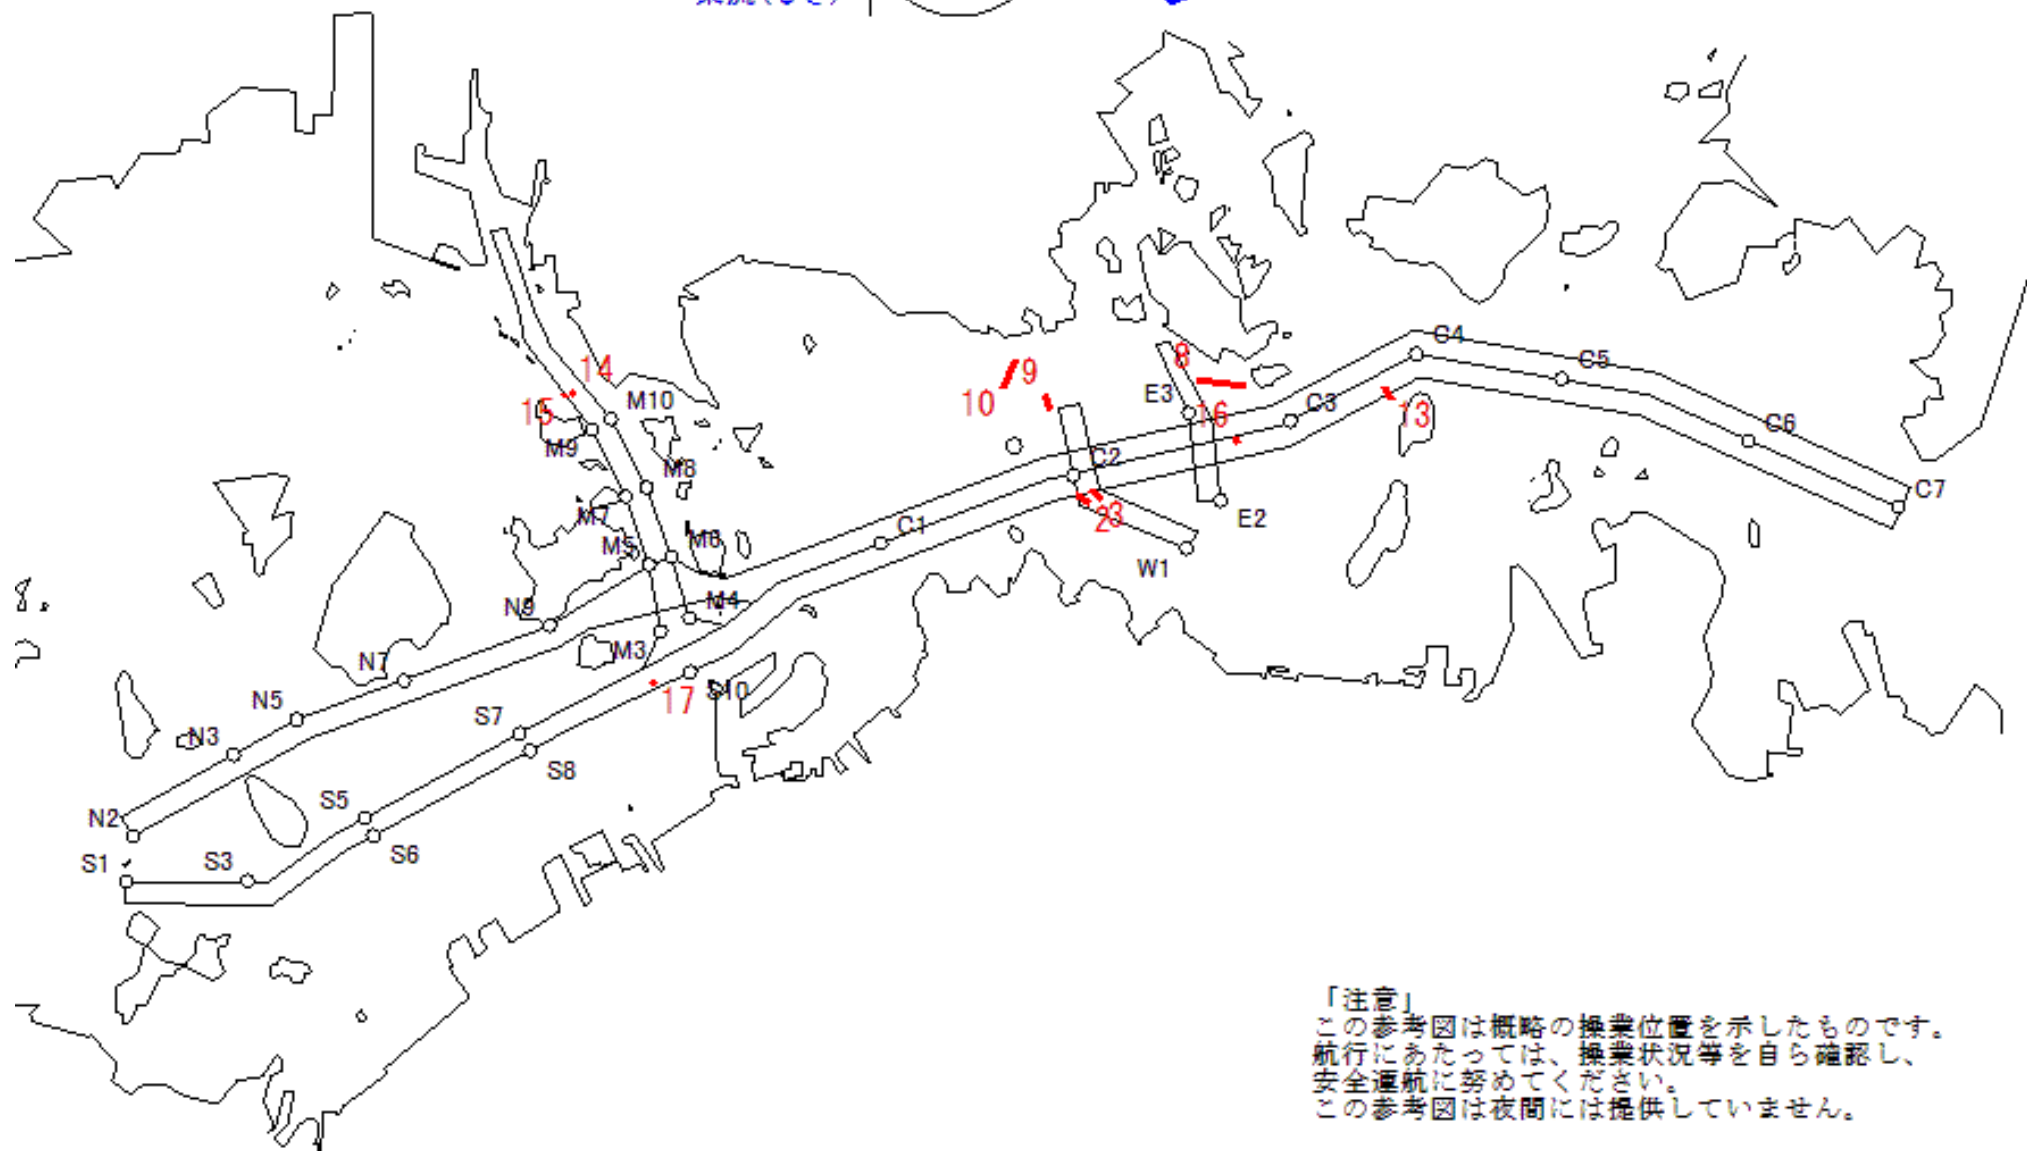 14
C4
8
9
C5
10
M10
15
E3
16
C3
13
M9
C6
C2
M8
C7
M7
2
3
E2
C1
M5
M6
W1
N9
M4
M3
N7
17
S10
N5
S7
N3
S8
S5
N2
S6
S1
S3
「注意」
この参考図は概略の操業位置を示したものです。
航行にあたっては、操業状況等を自ら確認し、
安全運航に努めてください。
この参考図は夜間には提供していません。